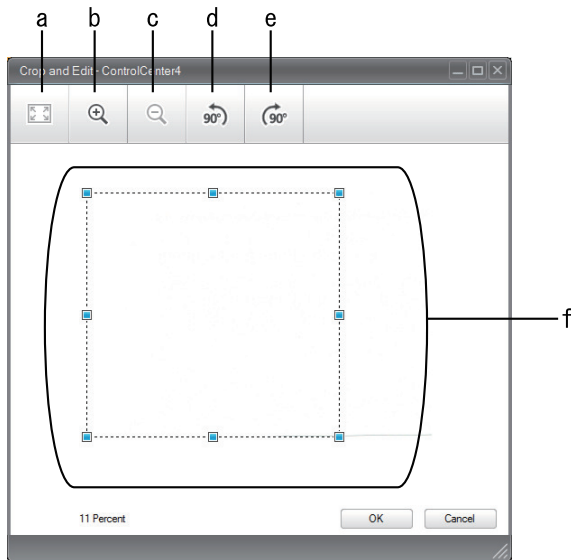 a b c d e
Crop and Edit - ControlCenter4
90° 90°
f
11 Percent OK Cancel